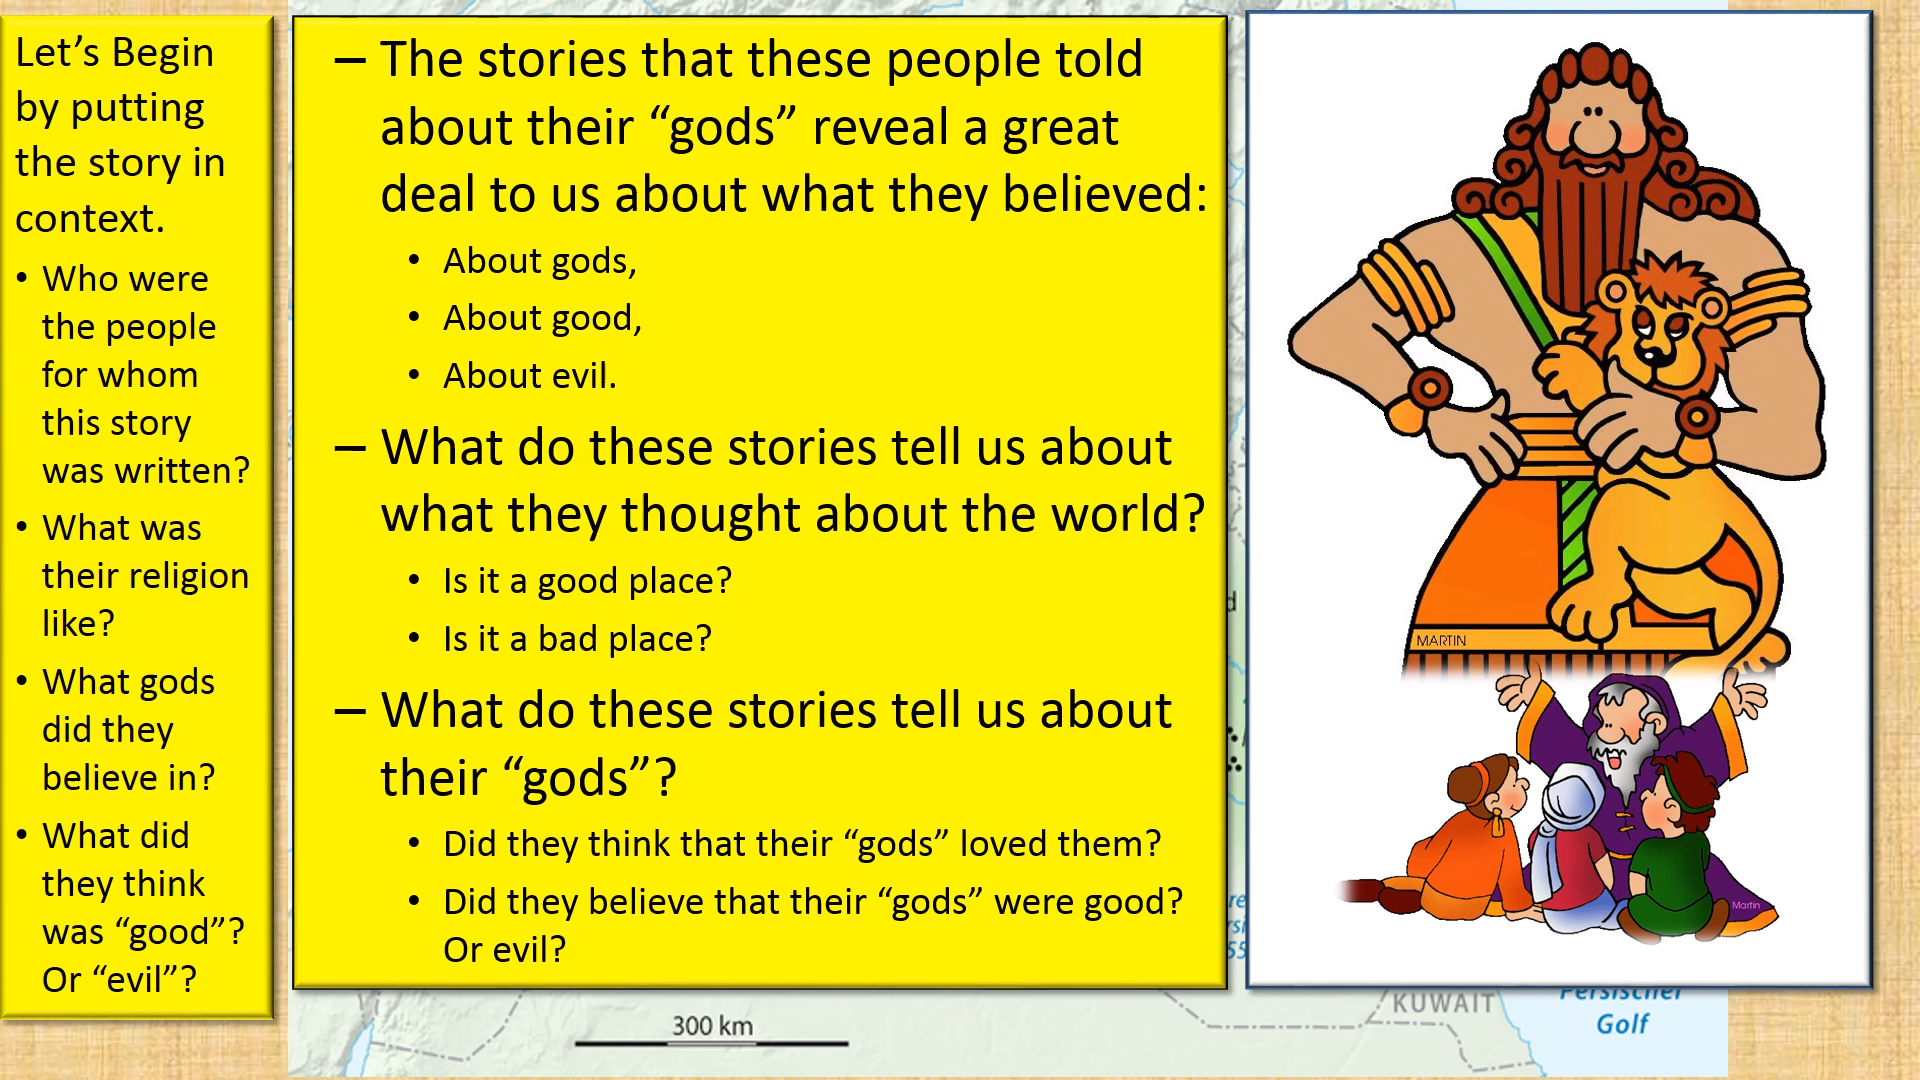 Let’s Begin
by putting
the story in
context.
• Who were
the people
for whom
this story
was written?
• What was
their religion
like?
• What gods
did they
believe in?
• What did
they think
was “good”?
Or “evil”?
– The stories that these people told
about their “gods” reveal a great
deal to us about what they believed:
• About gods,
• About good,
• About evil.
– What do these stories tell us about
what they thought about the world?
• Is it a good place?
• Is it a bad place?
– What do these stories tell us about
their “gods”?
• Did they think that their “gods” loved them?
• Did they believe that their “gods” were good?
Or evil?
MARTIN
Martin
300 km
KUWAIT
Persischer
Golf